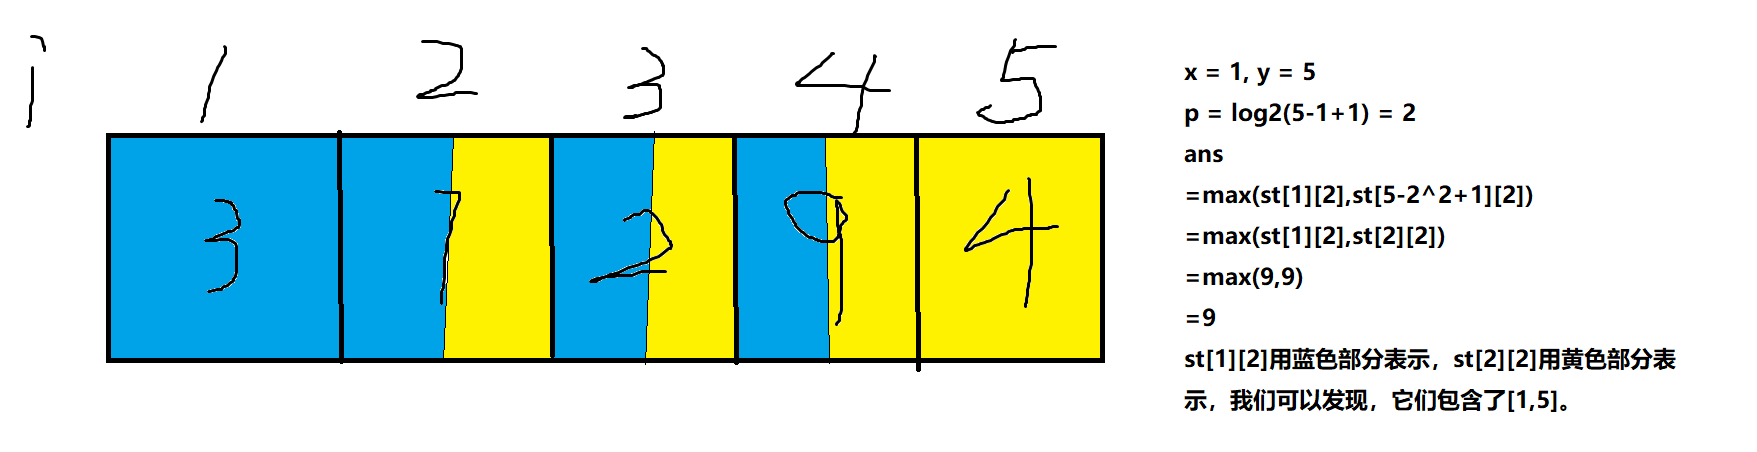 i 1 2 3 4 5
3 7 2 9 4
x = 1, y = 5
p = log2(5-1+1) = 2
ans
=max(st[1][2],st[5-2^2+1][2])
=max(st[1][2],st[2][2])
=max(9,9)
=9
st[1][2]用蓝色部分表示，st[2][2]用黄色部分表
示，我们可以发现，它们包含了[1,5]。